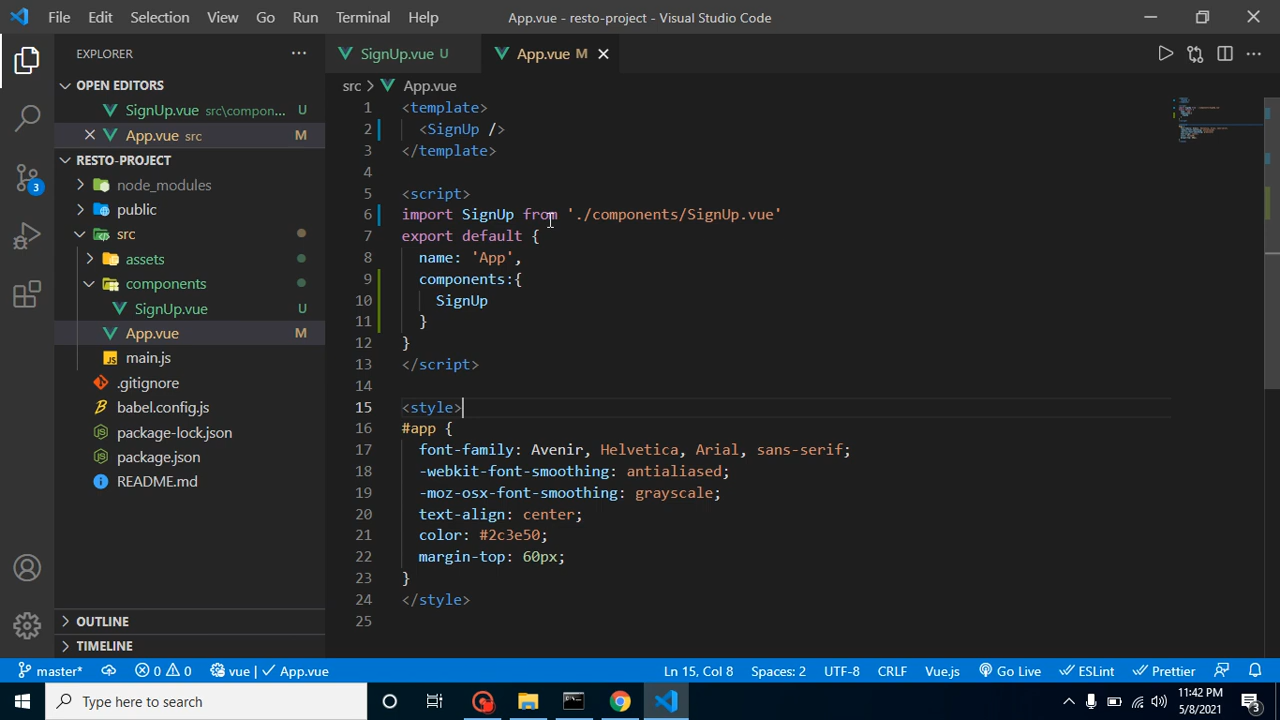 File Edit Selection View Go Run Terminal Help App.vue - resto-project - Visual Studio Code
EXPLORER
OPEN EDITORS
SignUp.vue src\compon... U
App.vue src M
RESTO-PROJECT
node_modules
public
src
assets
components
SignUp.vue U
App.vue M
main.js
.gitignore
babel.config.js
package-lock.json
package.json
README.md
OUTLINE
TIMELINE
3
SignUp.vue U App.vue M
src > App.vue
1 <template>
2 <SignUp />
3 </template>
4
5 <script>
6 import SignUp from './components/SignUp.vue'
7 export default {
8 name: 'App',
9 components:{
10 SignUp
11 }
12 }
13 </script>
14
15 <style>
16 #app {
17 font-family: Avenir, Helvetica, Arial, sans-serif;
18 -webkit-font-smoothing: antialiased;
19 -moz-osx-font-smoothing: grayscale;
20 text-align: center;
21 color: #2c3e50;
22 margin-top: 60px;
23 }
24 </style>
25
master* 0 0 vue | App.vue Ln 15, Col 8 Spaces: 2 UTF-8 CRLF Vue.js Go Live ESLint Prettier
Type here to search
11:42 PM
5/8/2021
3